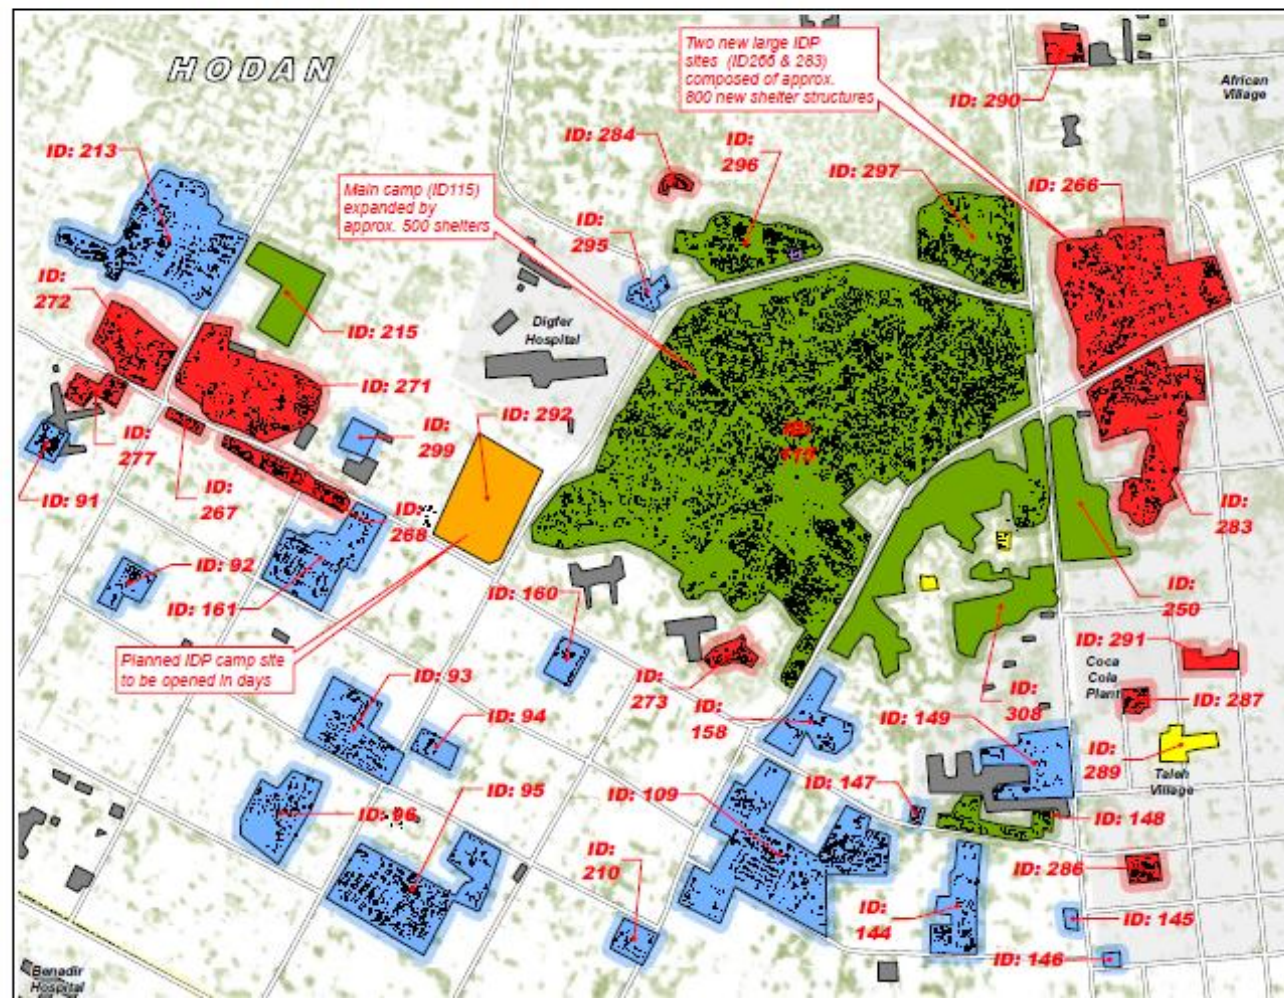 HODAN
Two new large IDP
sites (ID266 & 283)
composed of approx.
800 new shelter structures
African
Village
ID: 290
ID: 213
ID: 284
ID:
296
ID: 297
ID: 266
Main camp (ID115)
expanded by
approx. 500 shelters
ID:
295
ID:
272
Digfer
Hospital
ID: 215
ID: 271
ID: 292
ID:
299
ID:
277
ID: 91
ID:
267
ID:
268
ID:
283
ID: 92
ID: 161
ID: 160
ID:
250
ID: 291
Planned IDP camp site
to be opened in days
Coca
Cola
Plant
ID: 93
ID:
273
ID:
158
ID:
308
ID: 287
ID: 94
ID: 149
ID:
289
Taleh
Village
ID: 95
ID: 109
ID: 147
ID: 96
ID: 148
ID:
210
ID: 286
ID:
144
ID: 145
ID: 146
Benadir
Hospital